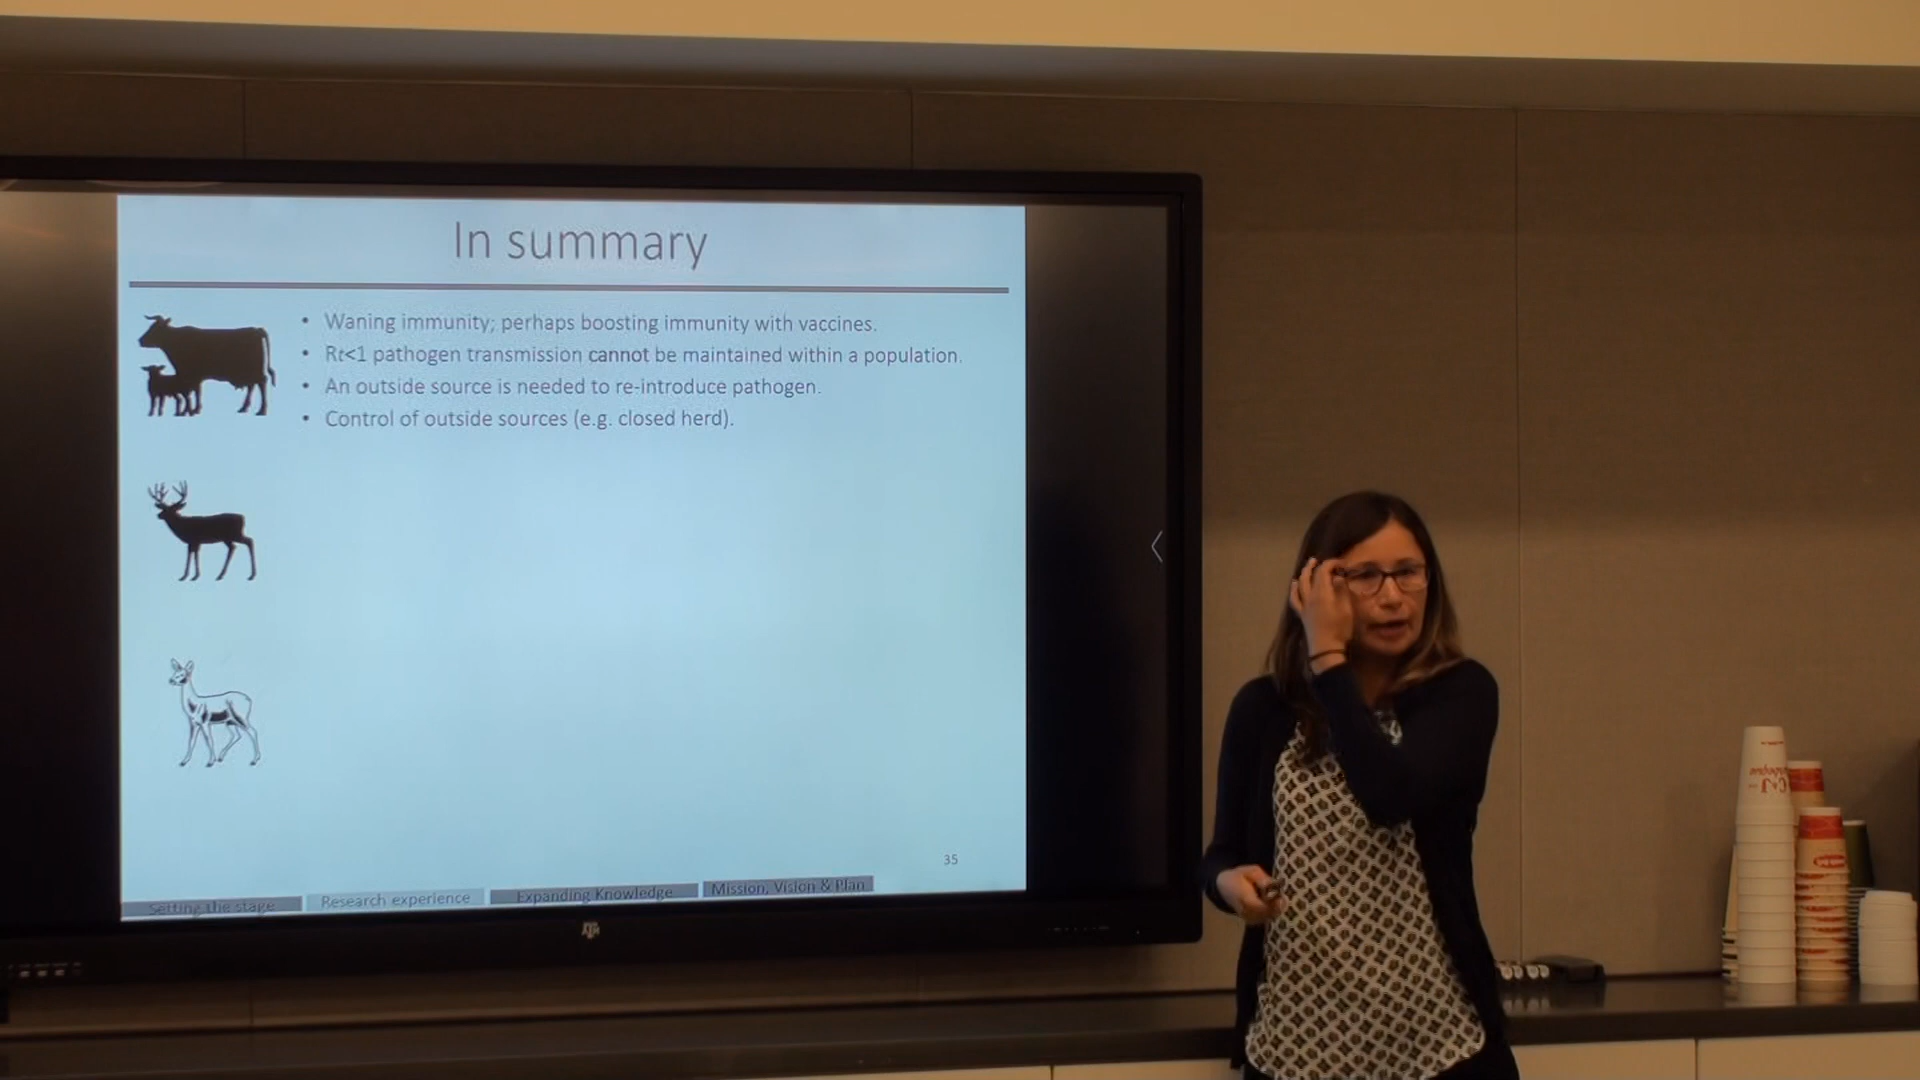 In summary
• Waning immunity; perhaps boosting immunity with vaccines.
• Rt<1 pathogen transmission cannot be maintained within a population.
• An outside source is needed to re-introduce pathogen.
• Control of outside sources (e.g. closed herd).
35
Setting the stage
Research experience
Expanding Knowledge
Mission, Vision & Plan
ATM
C&J
Barbeque